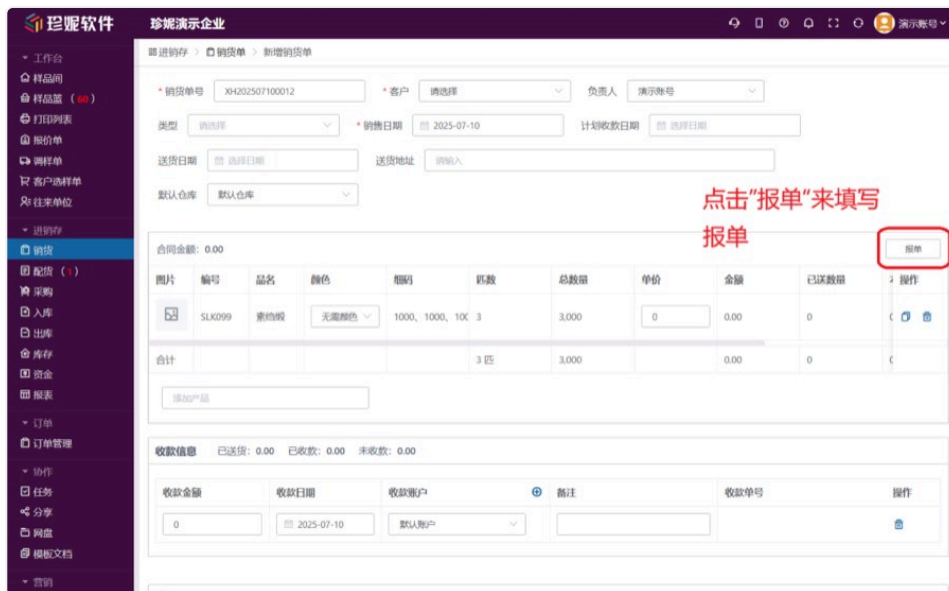 珍妮软件
珍妮演示企业
演示账号
进销存 > 销货单 > 新增销货单
工作台
样品间
样品篮 (60)
打印列表
报价单
调样单
客户选样单
往来单位
进销存
销货
配货 (1)
采购
入库
出库
库存
资金
报表
订单
订单管理
协作
任务
分享
网盘
模板文档
营销
* 销货单号 XH202507100012 * 客户 请选择 负责人 演示账号
类型 请选择 * 销售日期 2025-07-10 计划收款日期 选择日期
送货日期 选择日期 送货地址 请输入
默认仓库 默认仓库
点击"报单"来填写
报单
合同金额: 0.00 报单
图片 编号 品名 颜色 细码 匹数 总数量 单价 金额 已送数量 操作
SLK099 素绉缎 无需颜色 1000, 1000, 100 3 3,000 0 0.00 0
合计 3 匹 3,000 0.00 0
添加产品
收款信息 已送货: 0.00 已收款: 0.00 未收款: 0.00
收款金额 收款日期 收款账户 备注 收款单号 操作
0 2025-07-10 默认账户